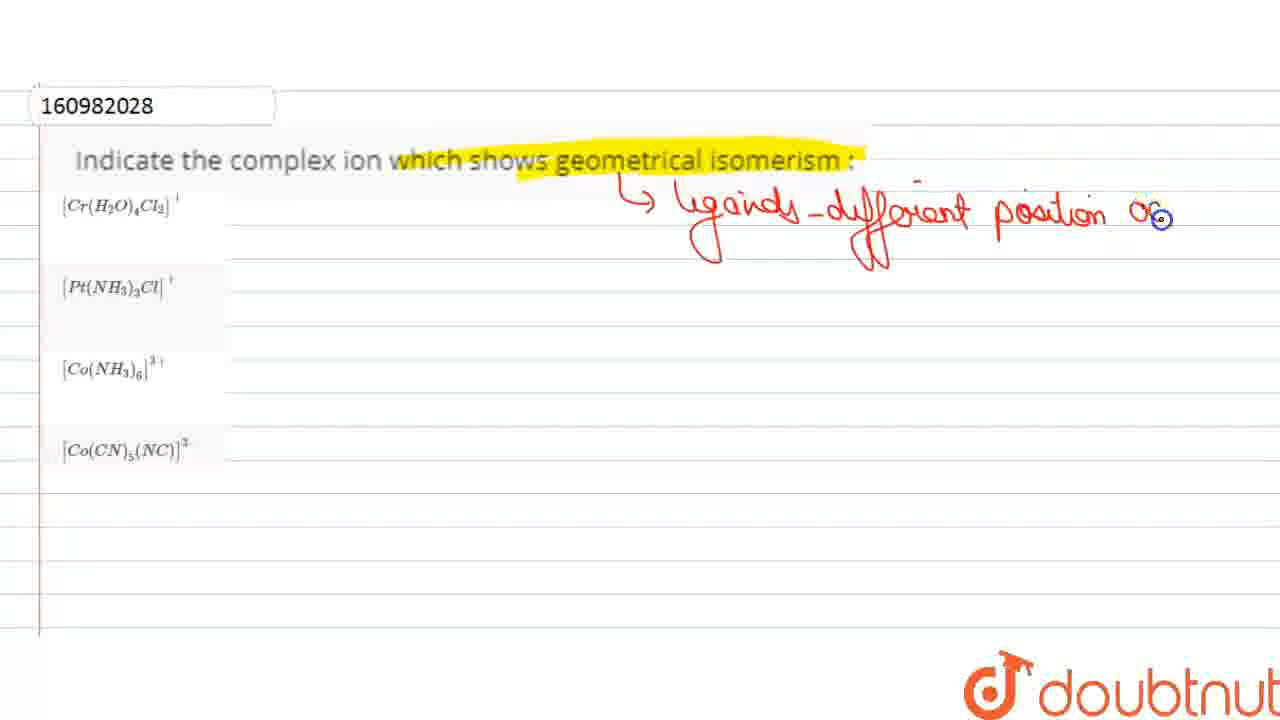 160982028
Indicate the complex ion which shows geometrical isomerism :
ligands - different position as
[Cr(H₂O)₄Cl₂]⁺
[Pt(NH₃)₃Cl]⁺
[Co(NH₃)₆]³⁺
[Co(CN)₅(NC)]³
doubtnut